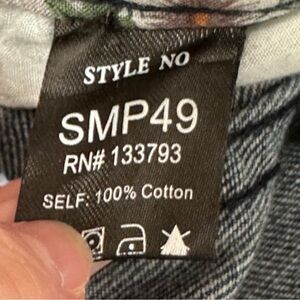 STYLE NO
SMP49
RN# 133793
SELF: 100% Cotton